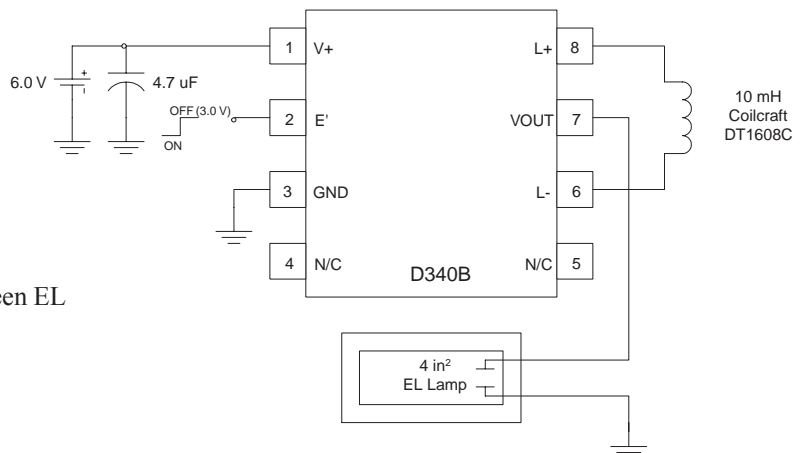 1 V+
L+ 8
6.0 V
+
4.7 uF
10 mH
Coilcraft
DT1608C
OFF (3.0 V)
ON
2 E'
VOUT 7
3 GND
L- 6
4 N/C
N/C 5
D340B
een EL
4 in²
EL Lamp